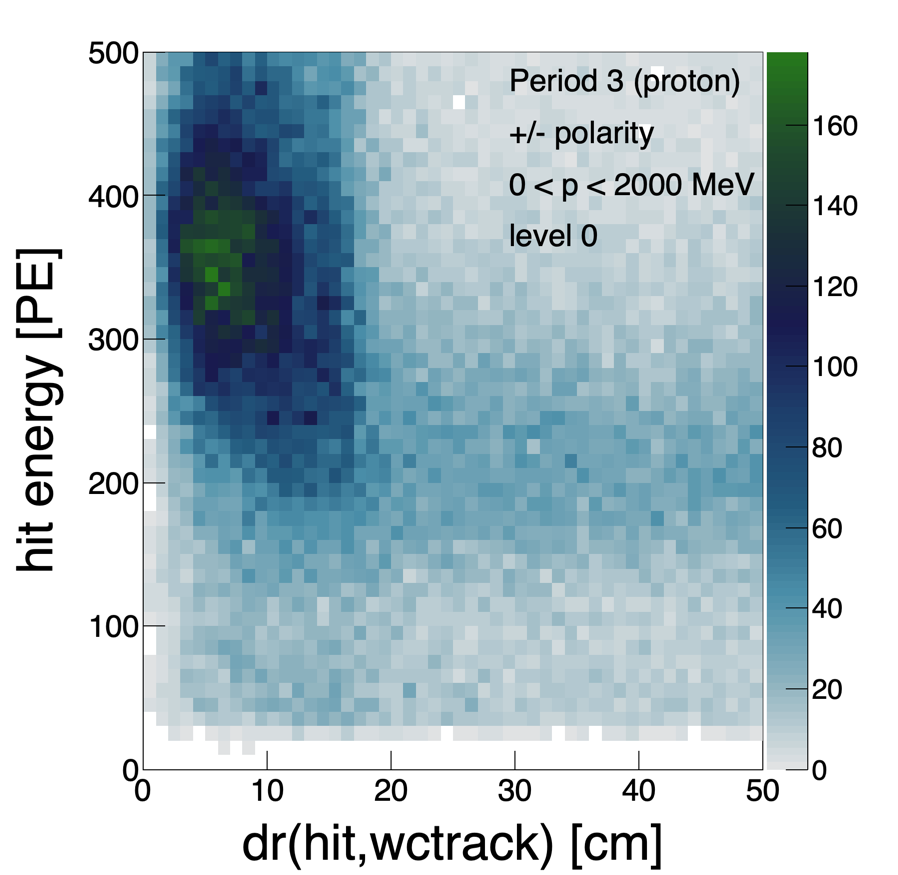 Period 3 (proton)
+/- polarity
0 < p < 2000 MeV
level 0
hit energy [PE]
500
400
300
200
100
0
0 10 20 30 40 50
dr(hit,wctrack) [cm]
160
140
120
100
80
60
40
20
0